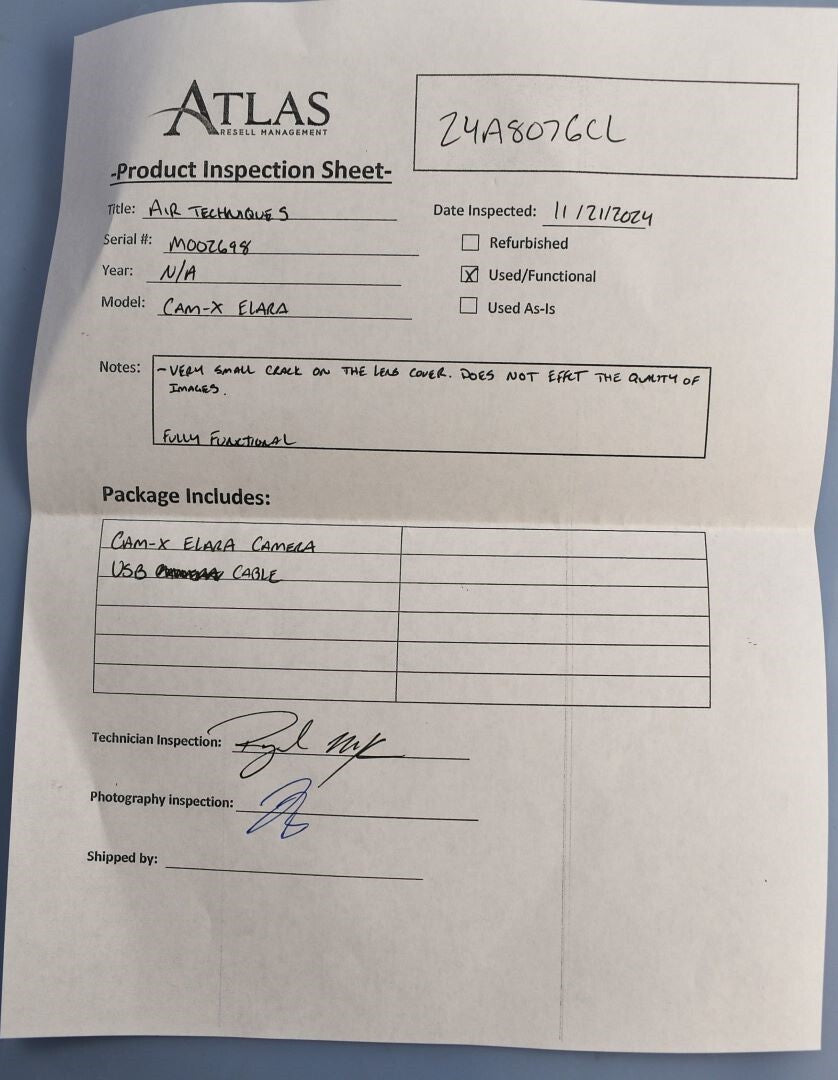 ATLAS
RESELL MANAGEMENT
24A8076CL
-Product Inspection Sheet-
Title: AIR TECHNIQUES
Date Inspected: 11/21/2024
Serial #: M002698
Refurbished
Year: N/A
X Used/Functional
Model: CAM-X ELARA
Used As-Is
Notes: - VERY SMALL CRACK ON THE LENS COVER. DOES NOT EFFCT THE QUALITY OF
IMAGES.
FULLY FUNCTIONAL
Package Includes:
CAM-X ELARA CAMERA
USB CABLE
Technician Inspection:
Photography inspection:
Shipped by: